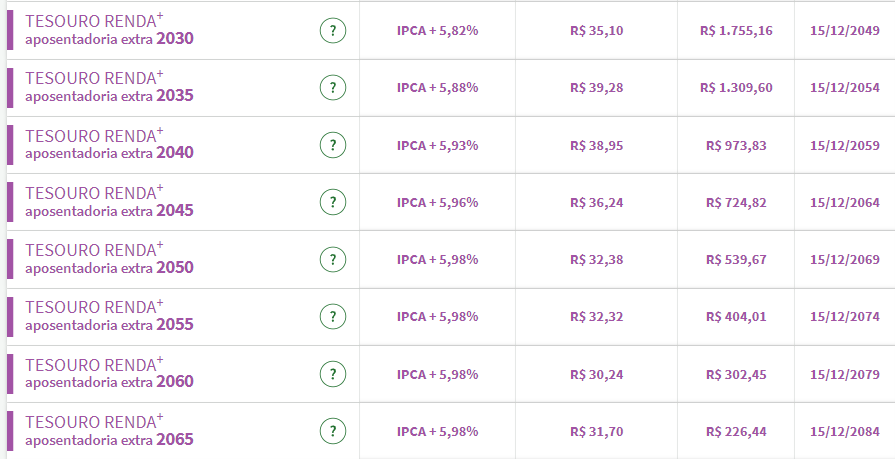 TESOURO RENDA+
aposentadoria extra 2030
? IPCA + 5,82% R$ 35,10 R$ 1.755,16 15/12/2049
TESOURO RENDA+
aposentadoria extra 2035
? IPCA + 5,88% R$ 39,28 R$ 1.309,60 15/12/2054
TESOURO RENDA+
aposentadoria extra 2040
? IPCA + 5,93% R$ 38,95 R$ 973,83 15/12/2059
TESOURO RENDA+
aposentadoria extra 2045
? IPCA + 5,96% R$ 36,24 R$ 724,82 15/12/2064
TESOURO RENDA+
aposentadoria extra 2050
? IPCA + 5,98% R$ 32,38 R$ 539,67 15/12/2069
TESOURO RENDA+
aposentadoria extra 2055
? IPCA + 5,98% R$ 32,32 R$ 404,01 15/12/2074
TESOURO RENDA+
aposentadoria extra 2060
? IPCA + 5,98% R$ 30,24 R$ 302,45 15/12/2079
TESOURO RENDA+
aposentadoria extra 2065
? IPCA + 5,98% R$ 31,70 R$ 226,44 15/12/2084